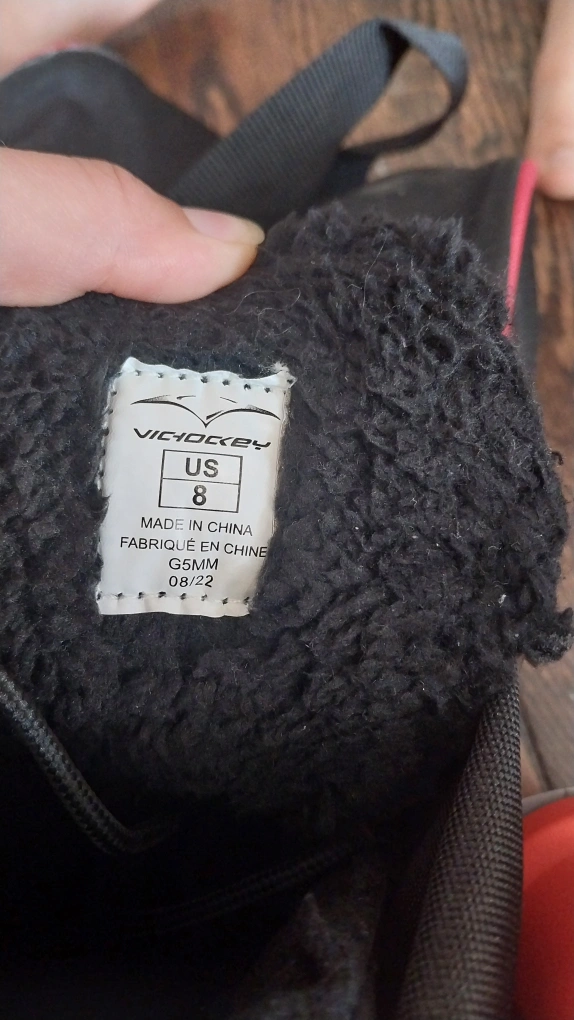 VICHOCKEY
US
8
MADE IN CHINA
FABRIQUÉ EN CHINE
G5MM
08/22